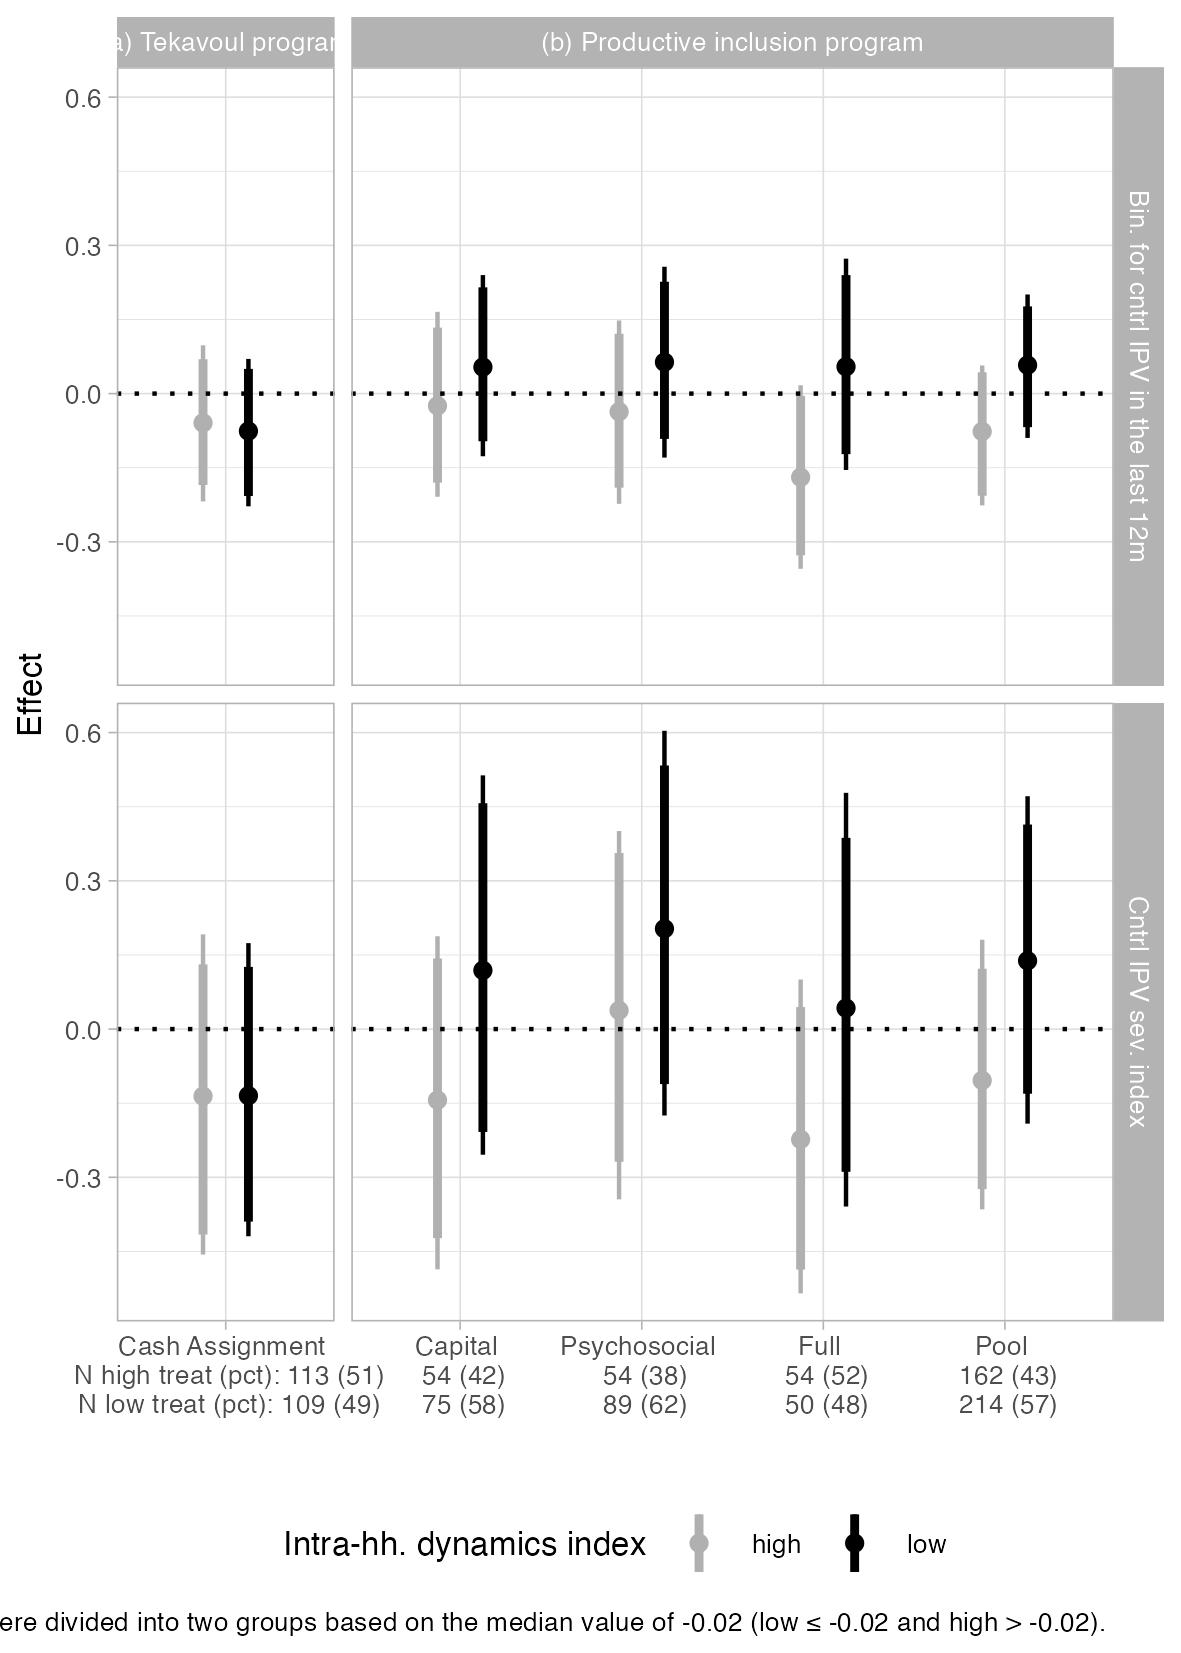 a) Tekavoul
(b) Productive inclusion program
Bin. for cntrl IPV in the last 12m
0.6
0.3
0.0
-0.3
Effect
Cntrl IPV sev. index
0.6
0.3
0.0
-0.3
Cash Assignment Capital Psychosocial Full Pool
N high treat (pct): 113 (51) 54 (42) 54 (38) 54 (52) 162 (43)
N low treat (pct): 109 (49) 75 (58) 89 (62) 50 (48) 214 (57)
Intra-hh. dynamics index high low
divided into two groups based on the median value of -0.02 (low ≤ -0.02 and high > -0.02).